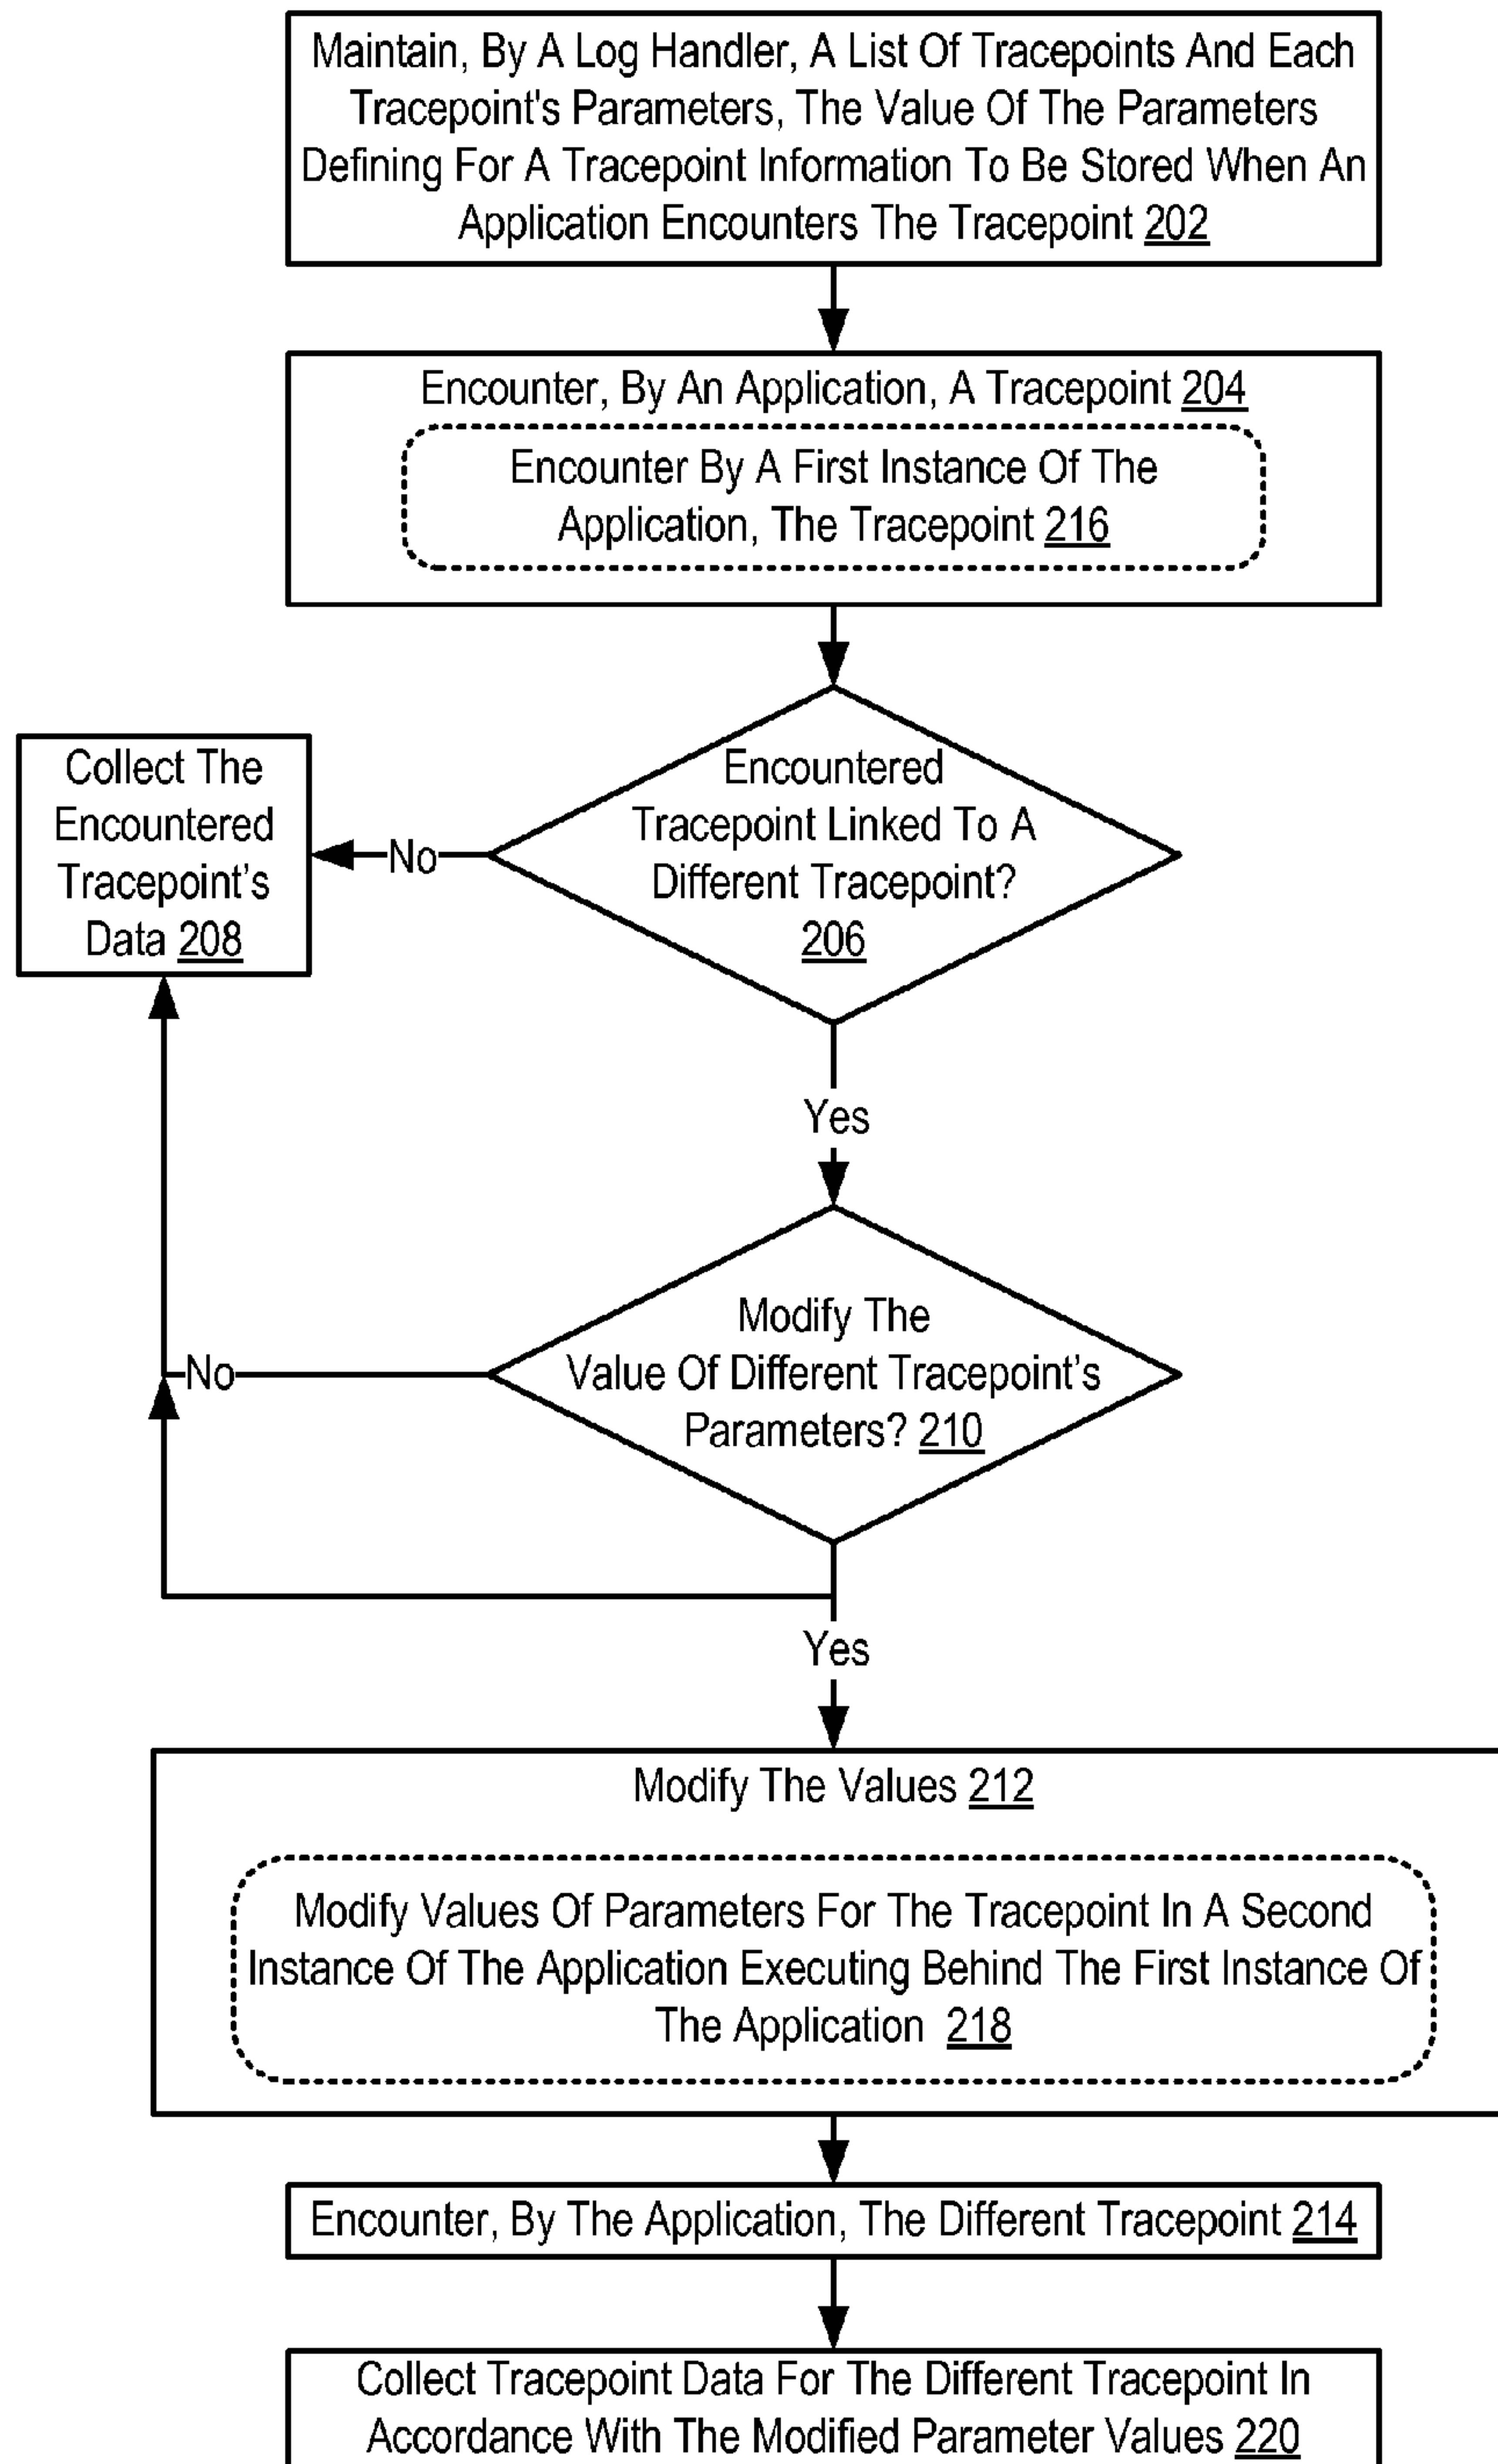 Maintain, By A Log Handler, A List Of Tracepoints And Each
Tracepoint's Parameters, The Value Of The Parameters
Defining For A Tracepoint Information To Be Stored When An
Application Encounters The Tracepoint 202
Encounter, By An Application, A Tracepoint 204
Encounter By A First Instance Of The
Application, The Tracepoint 216
Encountered
Tracepoint Linked To A
Different Tracepoint?
206
No
Collect The
Encountered
Tracepoint's
Data 208
Yes
Modify The
Value Of Different Tracepoint's
Parameters? 210
No
Yes
Modify The Values 212
Modify Values Of Parameters For The Tracepoint In A Second
Instance Of The Application Executing Behind The First Instance Of
The Application 218
Encounter, By The Application, The Different Tracepoint 214
Collect Tracepoint Data For The Different Tracepoint In
Accordance With The Modified Parameter Values 220